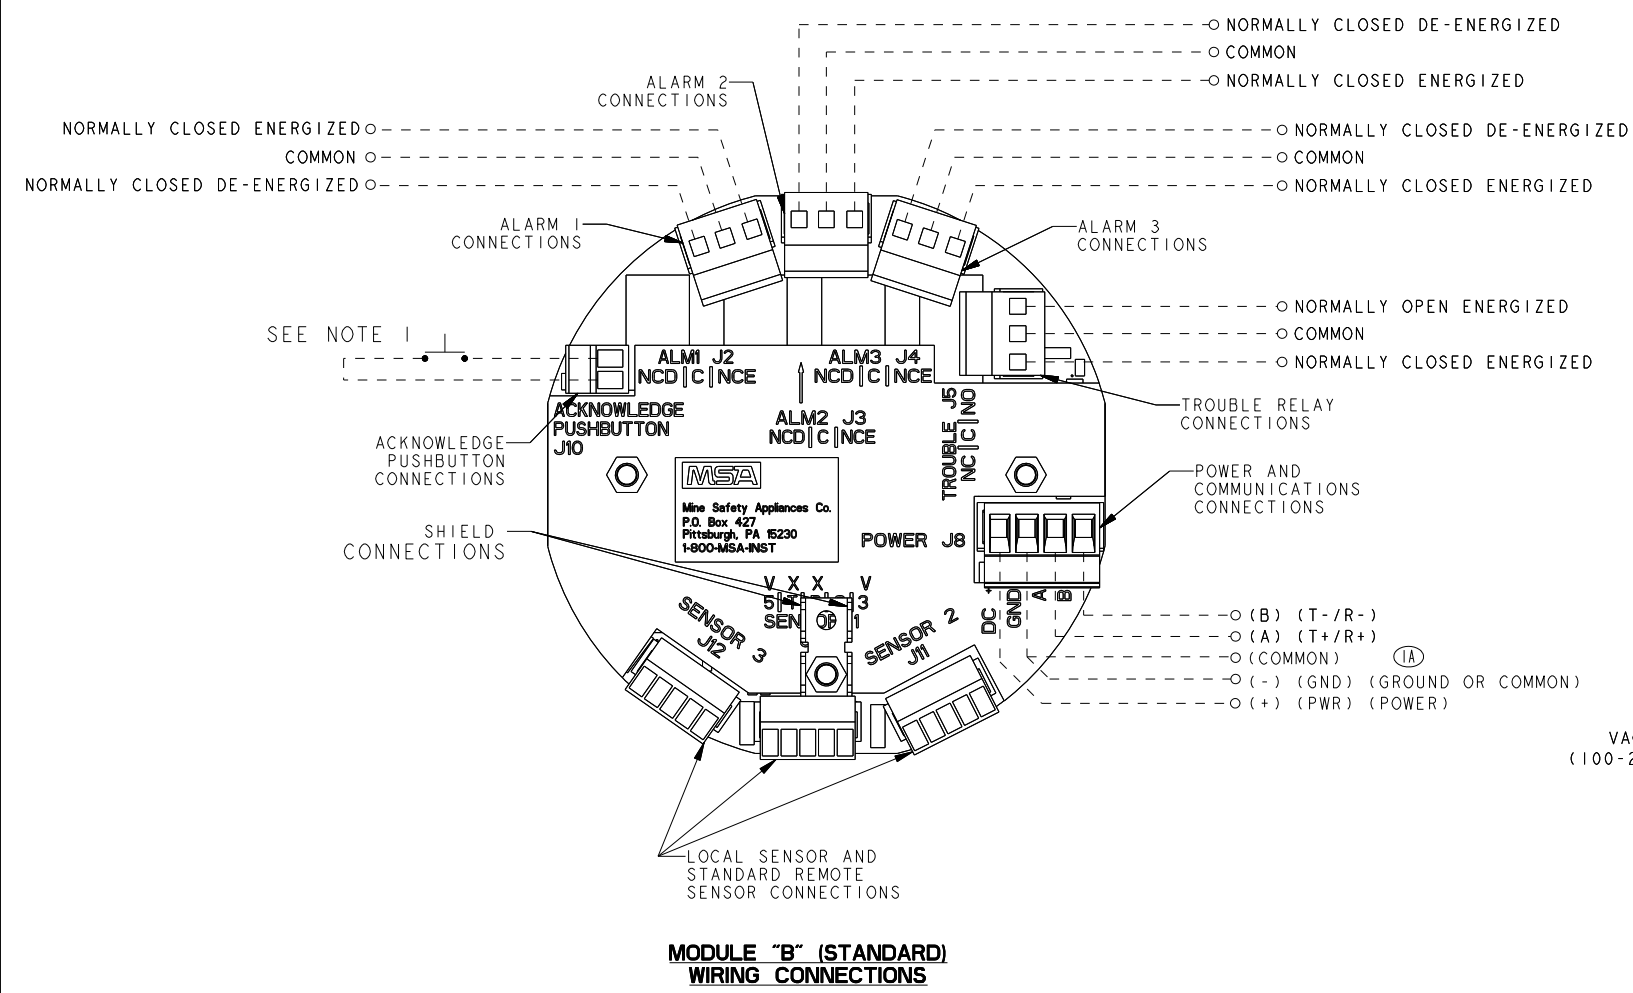 NORMALLY CLOSED DE-ENERGIZED
COMMON
NORMALLY CLOSED ENERGIZED
ALARM 2
CONNECTIONS
NORMALLY CLOSED ENERGIZED
COMMON
NORMALLY CLOSED DE-ENERGIZED
NORMALLY CLOSED DE-ENERGIZED
COMMON
NORMALLY CLOSED ENERGIZED
ALARM 1
CONNECTIONS
ALARM 3
CONNECTIONS
NORMALLY OPEN ENERGIZED
COMMON
NORMALLY CLOSED ENERGIZED
SEE NOTE 1
ALM1 J2
NCD|C|NCE
ALM3 J4
NCD|C|NCE
ALM2 J3
NCD|C|NCE
TROUBLE J5
NC|C|NO
TROUBLE RELAY
CONNECTIONS
ACKNOWLEDGE
PUSHBUTTON
J10
ACKNOWLEDGE
PUSHBUTTON
CONNECTIONS
MSA
Mine Safety Appliances Co.
P.O. Box 427
Pittsburgh, PA 15230
1-800-MSA-INST
POWER AND
COMMUNICATIONS
CONNECTIONS
POWER J8
SHIELD
CONNECTIONS
V X X V
5 3
1
DC+
GND
A
B
SENSOR 3
J12
SENSOR 2
J11
(B) (T-/R-)
(A) (T+/R+)
(COMMON) 1A
(-) (GND) (GROUND OR COMMON)
(+) (PWR) (POWER)
(100-2
LOCAL SENSOR AND
STANDARD REMOTE
SENSOR CONNECTIONS
MODULE "B" (STANDARD)
WIRING CONNECTIONS